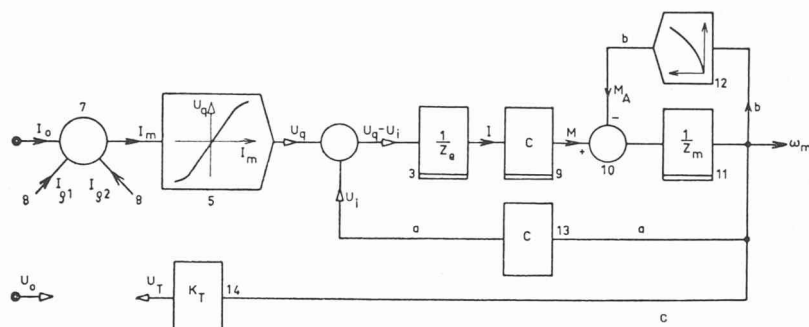 b
12
7
M_A
b
I_o
I_m
U_g
I_m
5
U_q
U_q-U_i
1
Z_e
3
I
C
9
M
-
+
10
1
Z_m
11
ω_m
8
I_g1
I_g2
8
U_i
a
C
13
a
U_o
U_T
K_T
14
C